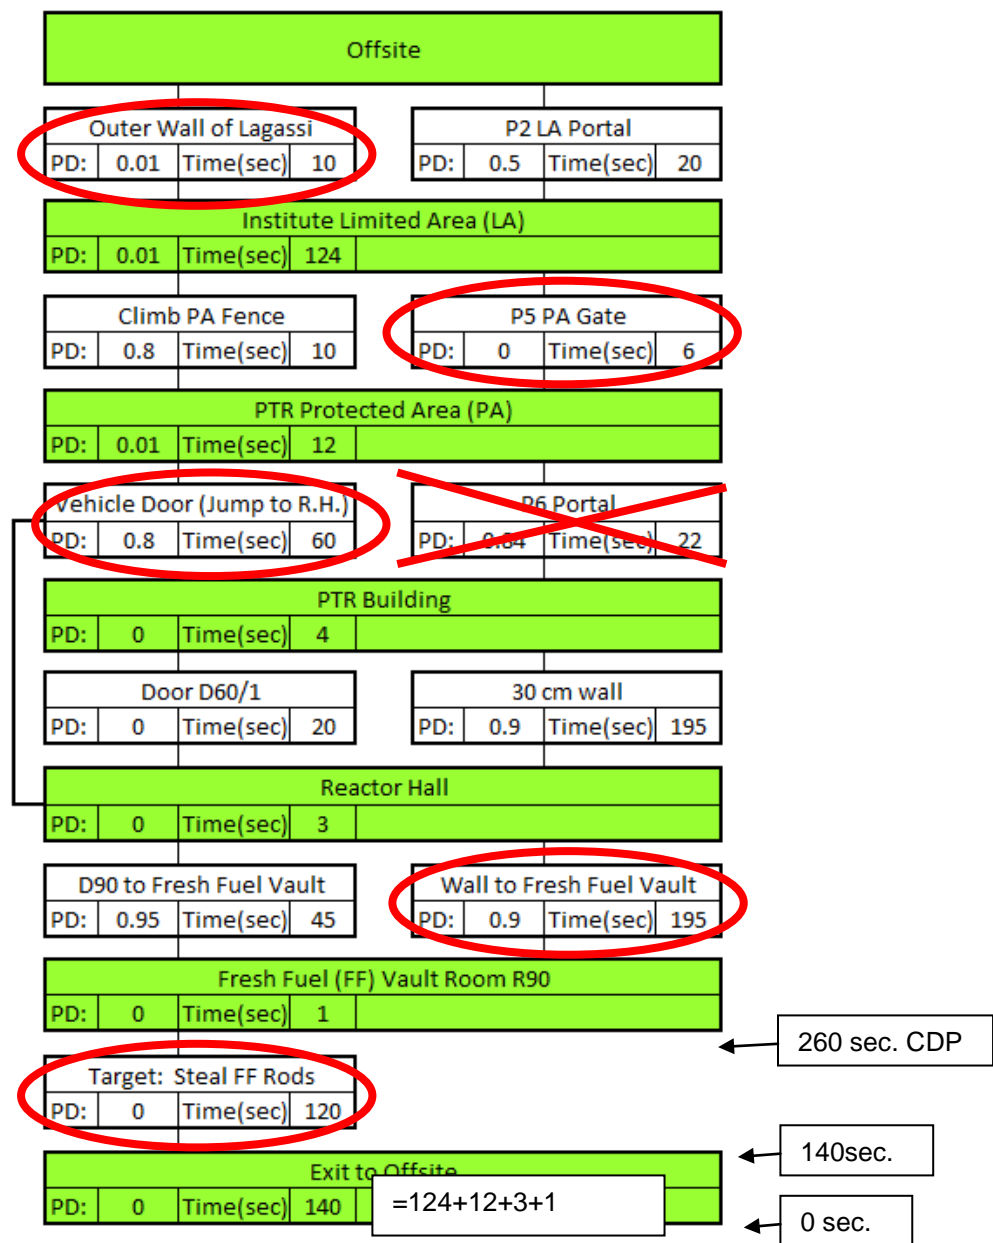 Offsite
Outer Wall of Lagassi
PD: 0.01 Time(sec) 10
P2 LA Portal
PD: 0.5 Time(sec) 20
Institute Limited Area (LA)
PD: 0.01 Time(sec) 124
Climb PA Fence
PD: 0.8 Time(sec) 10
P5 PA Gate
PD: 0 Time(sec) 6
PTR Protected Area (PA)
PD: 0.01 Time(sec) 12
Vehicle Door (Jump to R.H.)
PD: 0.8 Time(sec) 60
P6 Portal
PD: 0.84 Time(sec) 22
PTR Building
PD: 0 Time(sec) 4
Door D60/1
PD: 0 Time(sec) 20
30 cm wall
PD: 0.9 Time(sec) 195
Reactor Hall
PD: 0 Time(sec) 3
D90 to Fresh Fuel Vault
PD: 0.95 Time(sec) 45
Wall to Fresh Fuel Vault
PD: 0.9 Time(sec) 195
Fresh Fuel (FF) Vault Room R90
PD: 0 Time(sec) 1
260 sec. CDP
Target: Steal FF Rods
PD: 0 Time(sec) 120
140sec.
Exit to Offsite
PD: 0 Time(sec) 140
=124+12+3+1
0 sec.